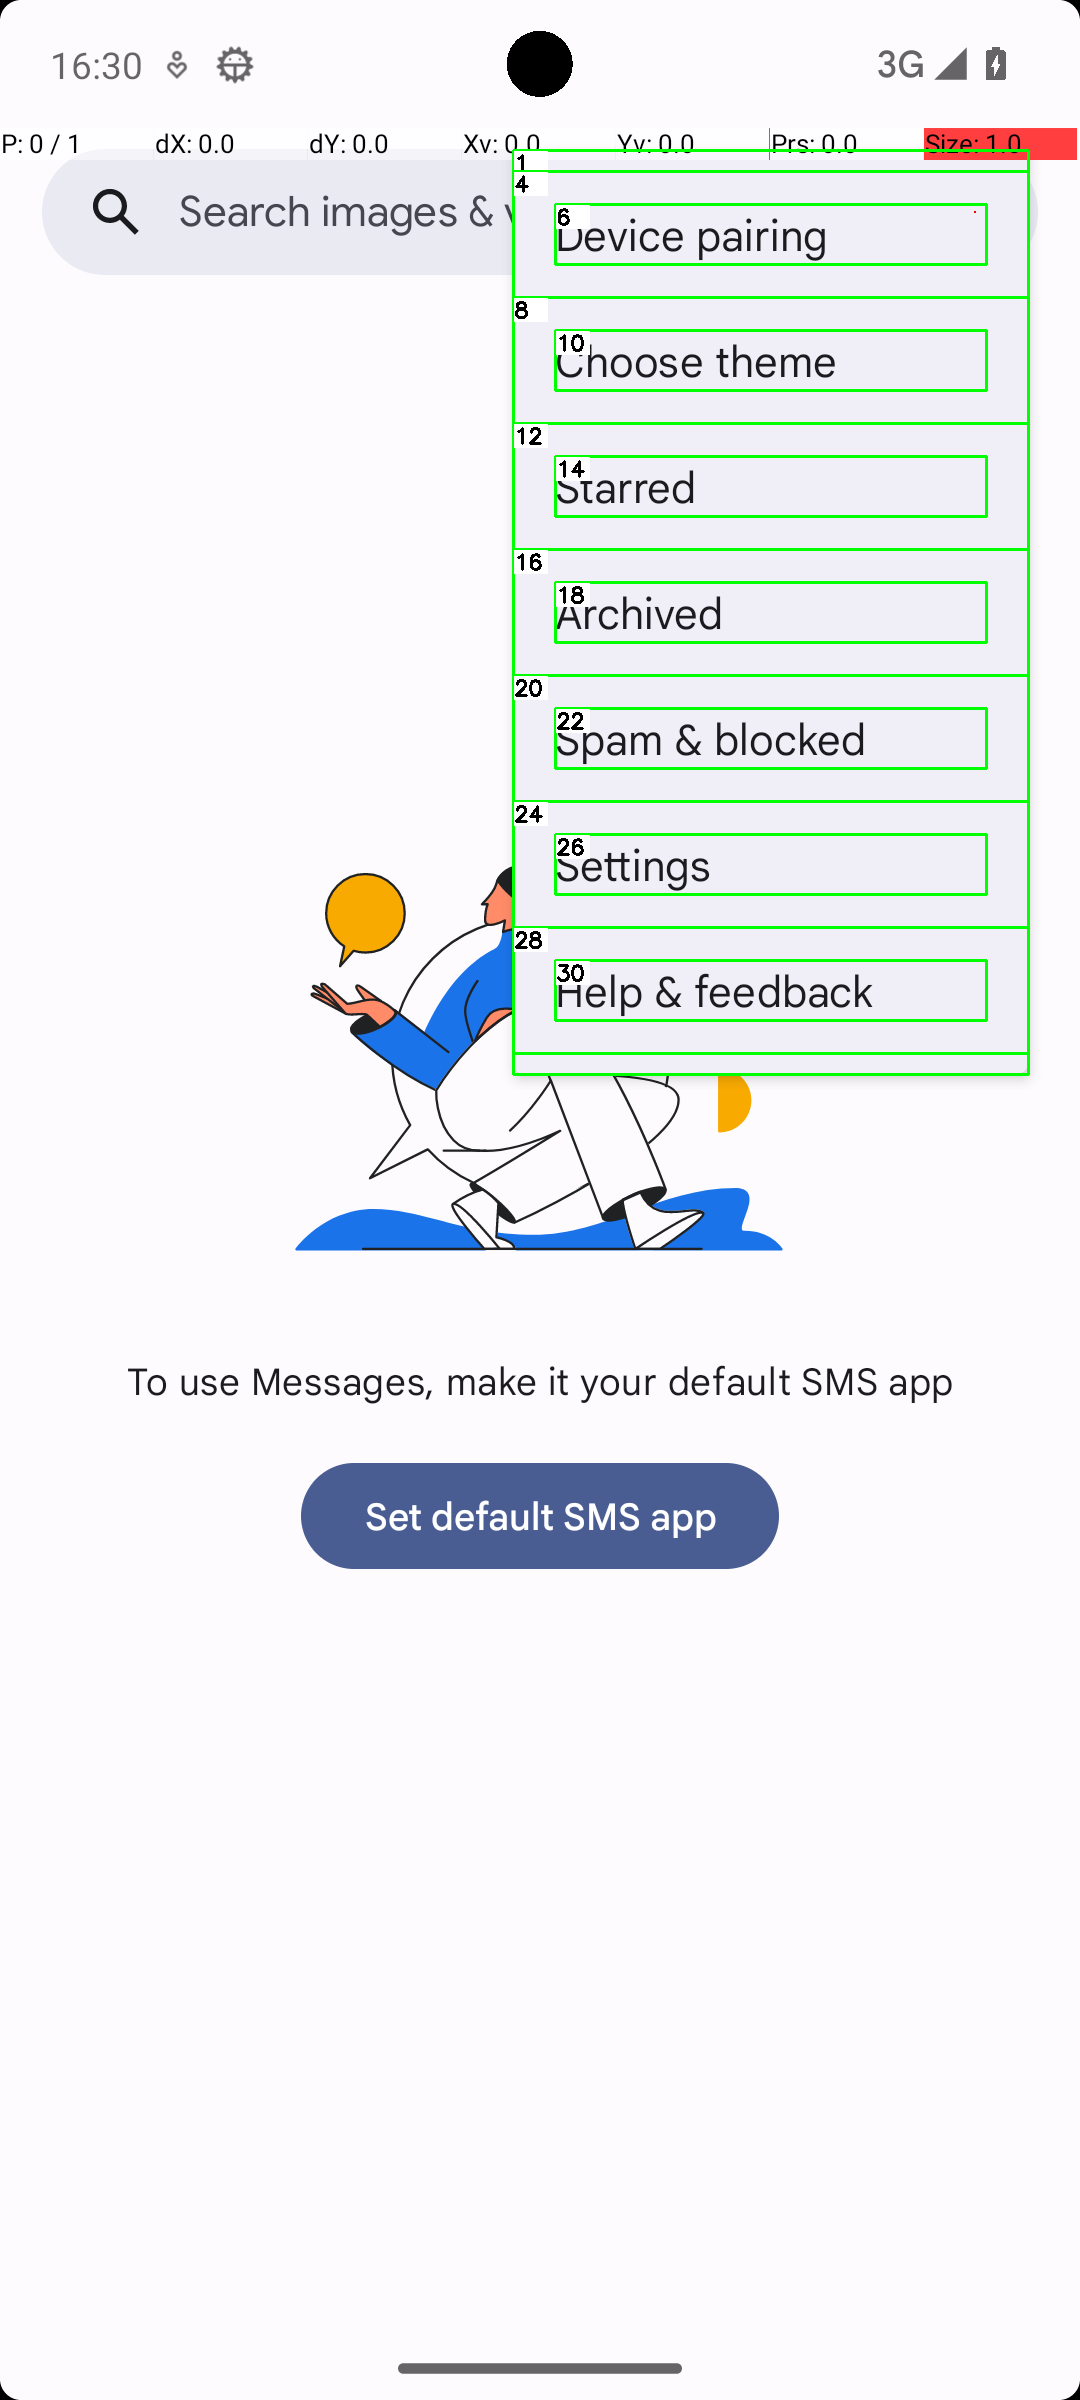 16:30
3G
P: 0 / 1 dX: 0.0 dY: 0.0 Xv: 0.0 Yv: 0.0 Prs: 0.0 Size: 1.0
1
4
Search images &
6
Device pairing
8
10
Choose theme
12
14
Starred
16
18
Archived
20
22
Spam & blocked
24
26
Settings
28
30
Help & feedback
To use Messages, make it your default SMS app
Set default SMS app